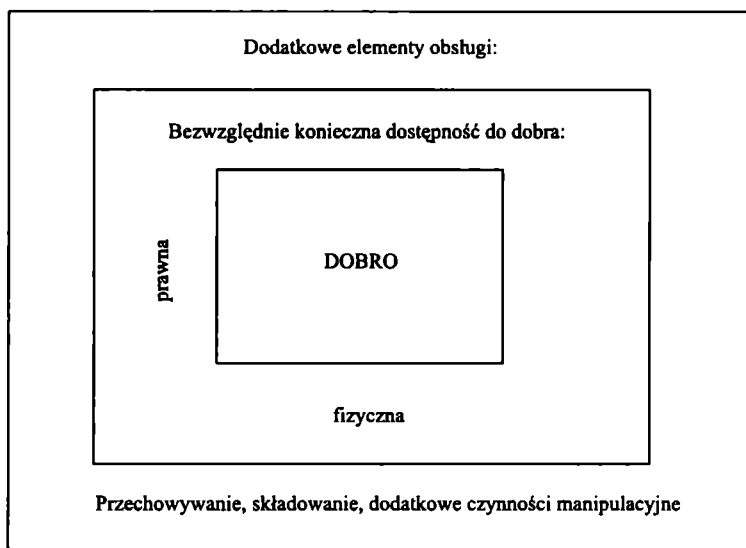 Dodatkowe elementy obsługi:
Bezwzględnie konieczna dostępność do dobra:
prawna
DOBRO
fizyczna
Przechowywanie, składowanie, dodatkowe czynności manipulacyjne